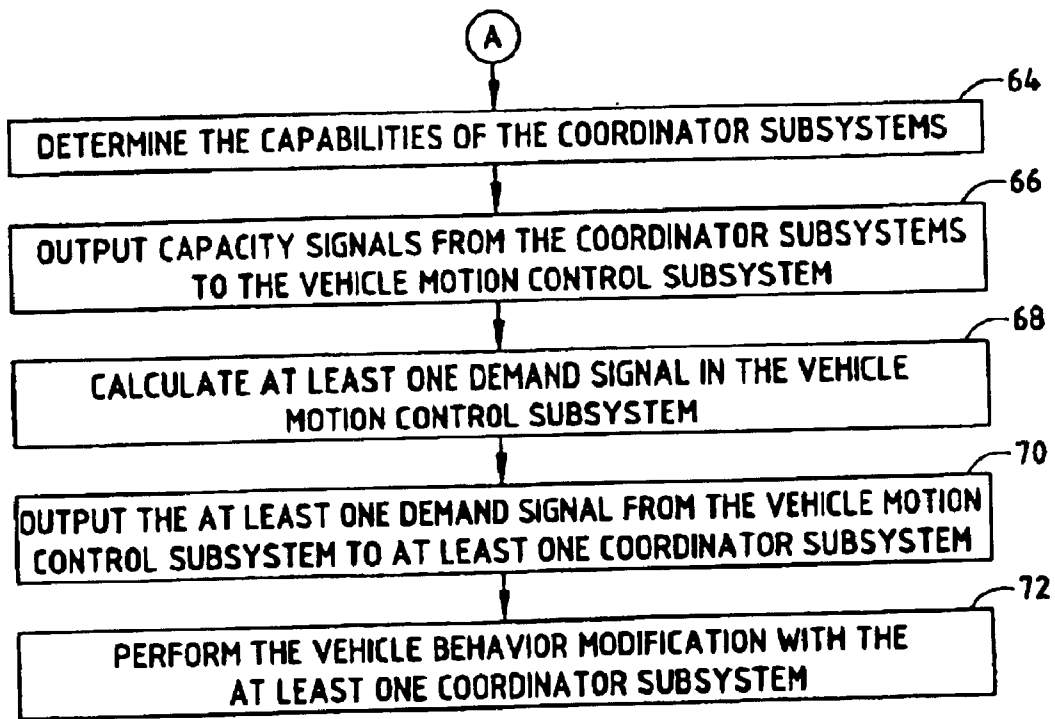 A
64
DETERMINE THE CAPABILITIES OF THE COORDINATOR SUBSYSTEMS
66
OUTPUT CAPACITY SIGNALS FROM THE COORDINATOR SUBSYSTEMS
TO THE VEHICLE MOTION CONTROL SUBSYSTEM
68
CALCULATE AT LEAST ONE DEMAND SIGNAL IN THE VEHICLE
MOTION CONTROL SUBSYSTEM
70
OUTPUT THE AT LEAST ONE DEMAND SIGNAL FROM THE VEHICLE MOTION
CONTROL SUBSYSTEM TO AT LEAST ONE COORDINATOR SUBSYSTEM
72
PERFORM THE VEHICLE BEHAVIOR MODIFICATION WITH THE
AT LEAST ONE COORDINATOR SUBSYSTEM